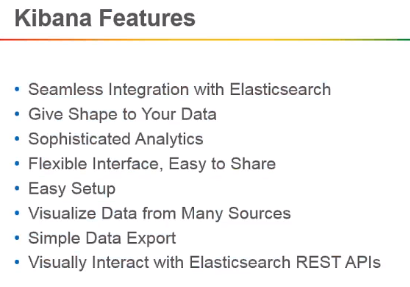 Kibana Features
• Seamless Integration with Elasticsearch
• Give Shape to Your Data
• Sophisticated Analytics
• Flexible Interface, Easy to Share
• Easy Setup
• Visualize Data from Many Sources
• Simple Data Export
• Visually Interact with Elasticsearch REST APIs